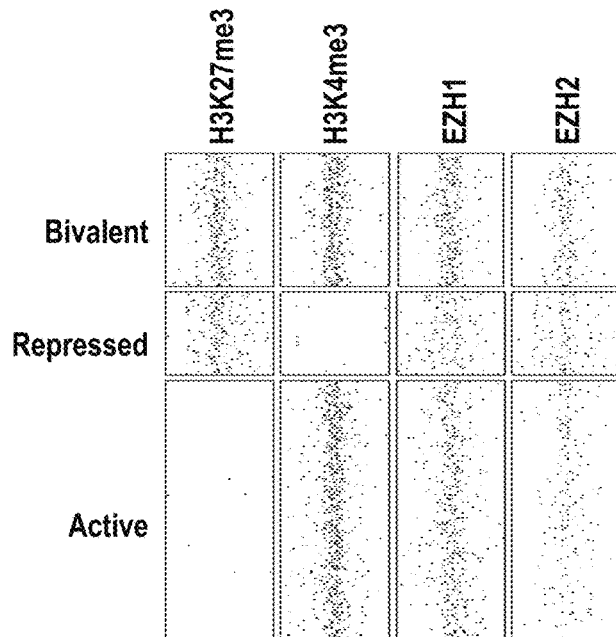 H3K27me3
H3K4me3
EZH1
EZH2
Bivalent
Repressed
Active